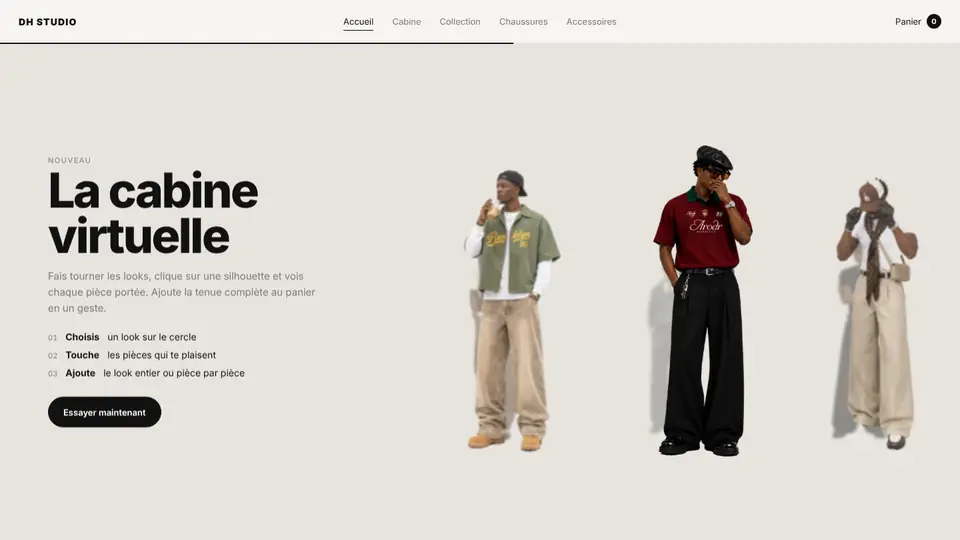 DH STUDIO
Accueil
Cabine
Collection
Chaussures
Accessoires
Panier 0
NOUVEAU
La cabine
virtuelle
Fais tourner les looks, clique sur une silhouette et vois
chaque pièce portée. Ajoute la tenue complète au panier
en un geste.
01 Choisis un look sur le cercle
02 Touche les pièces qui te plaisent
03 Ajoute le look entier ou pièce par pièce
Essayer maintenant